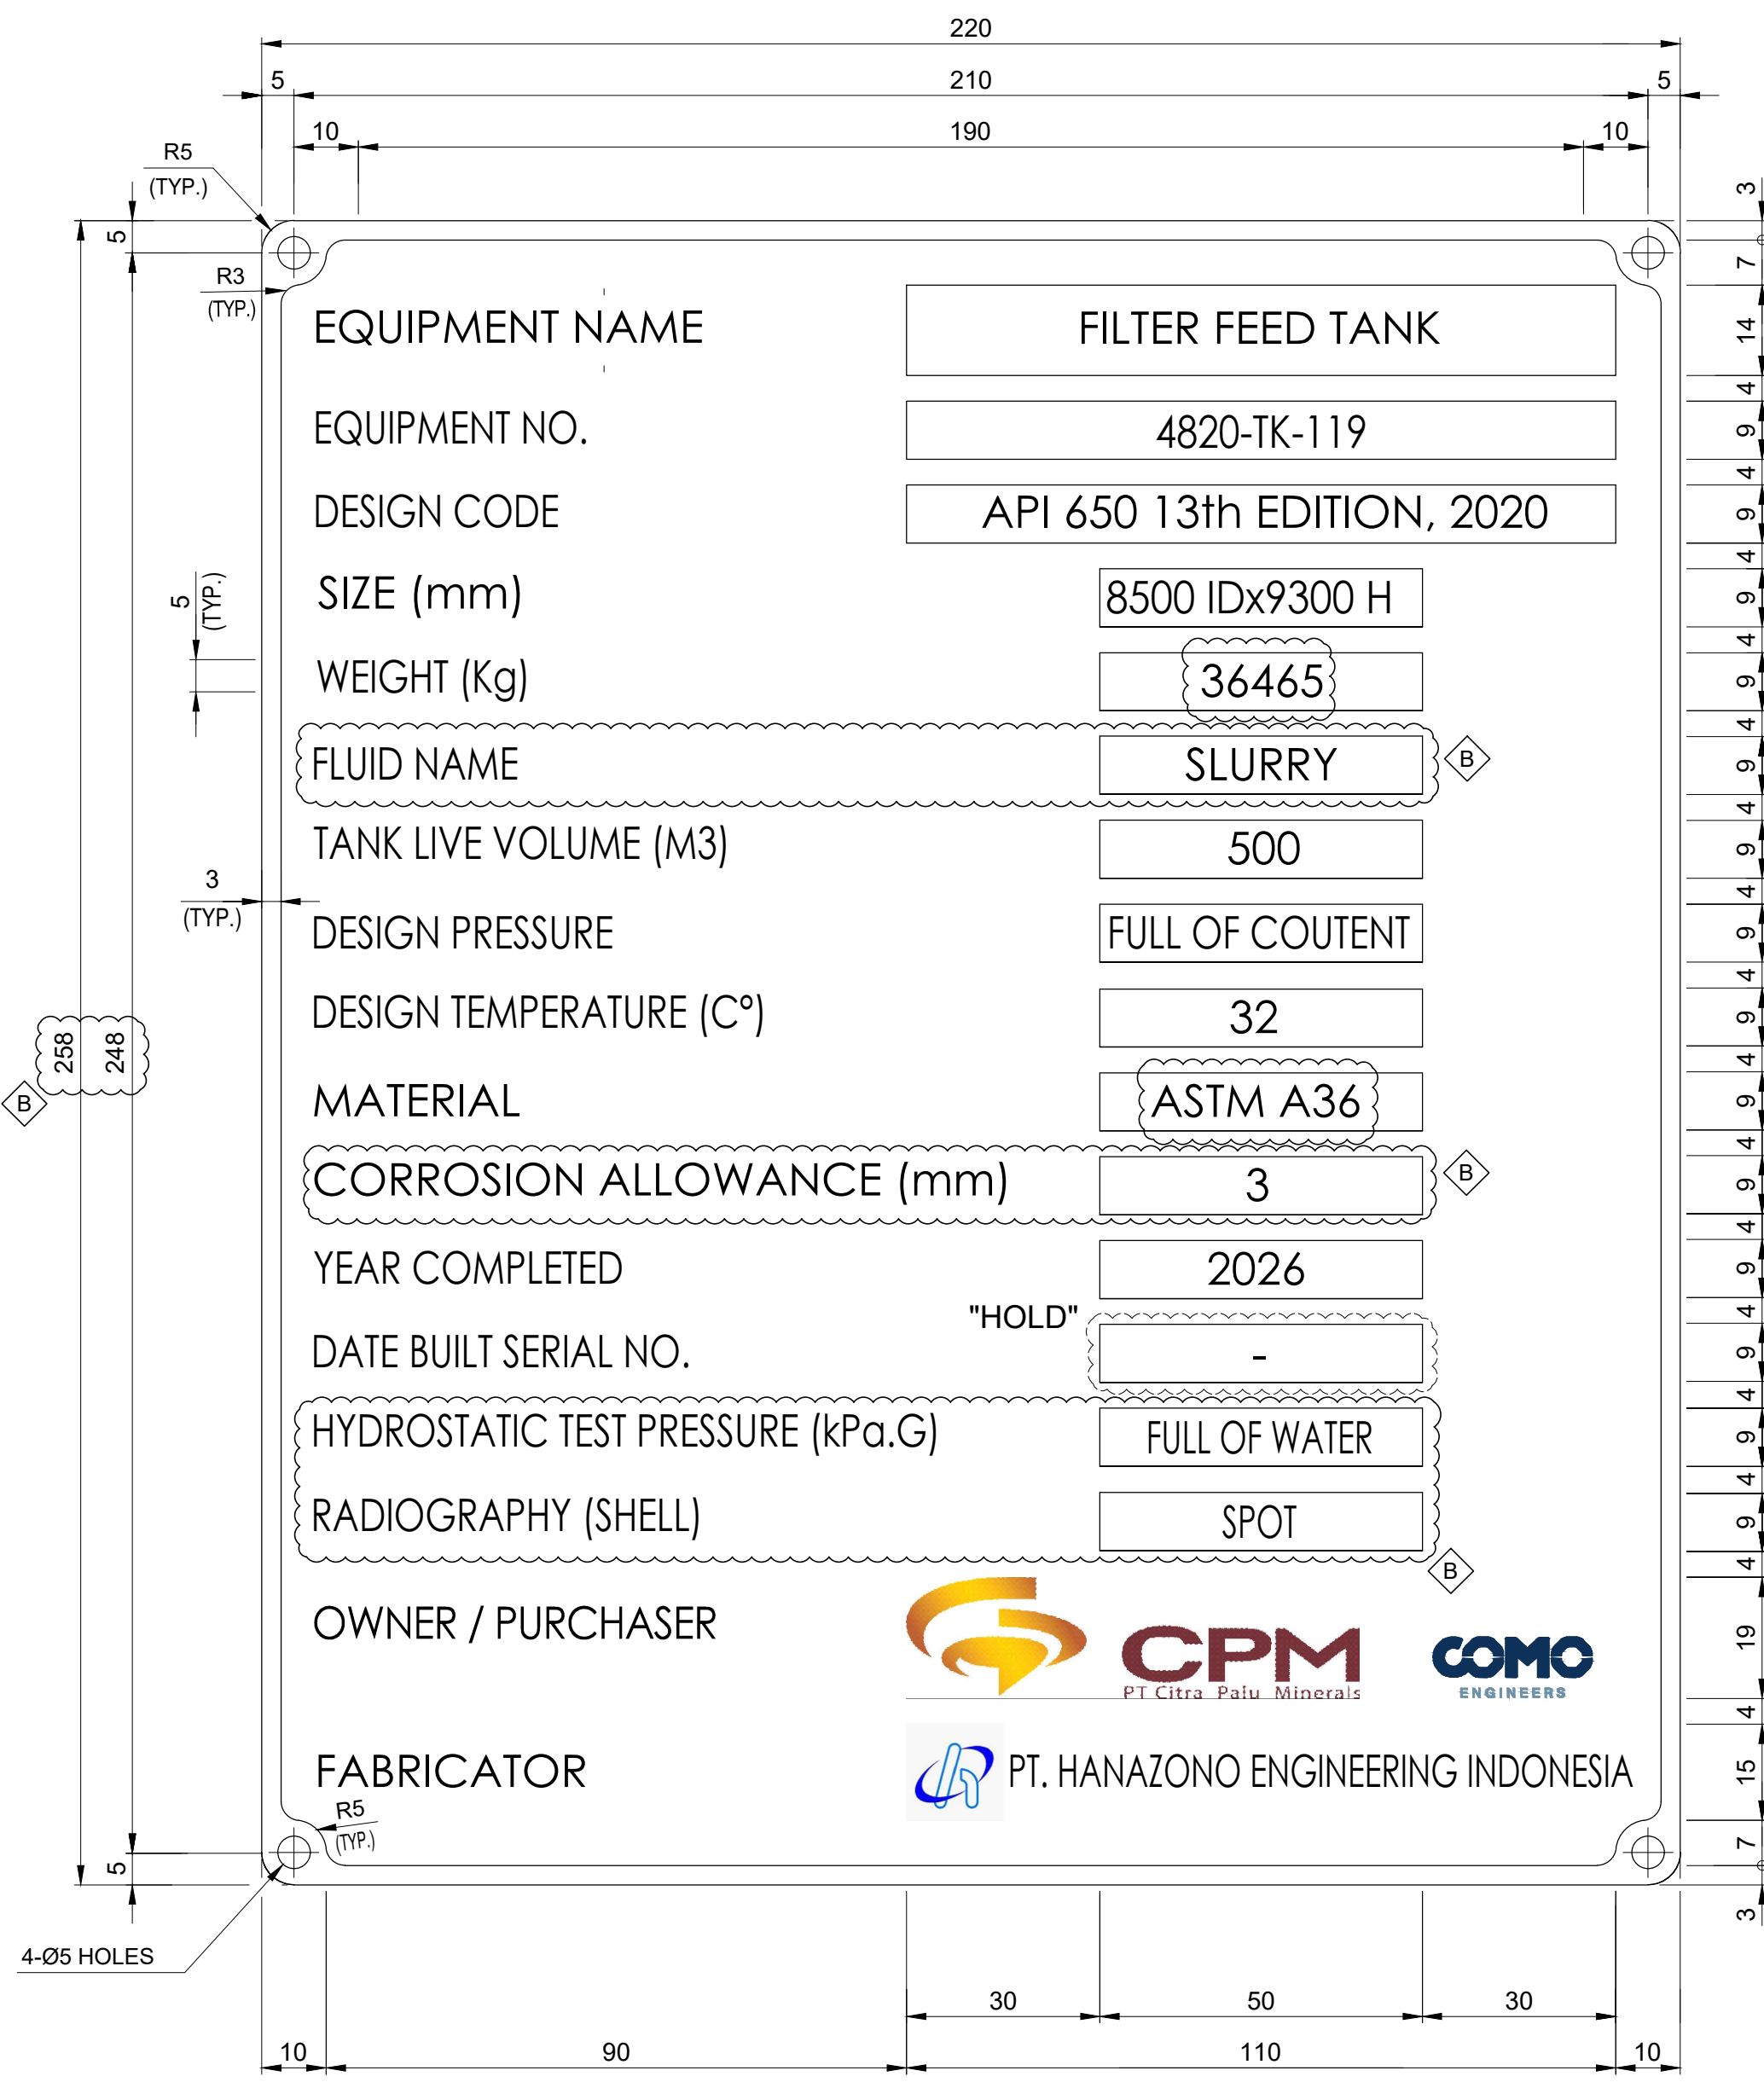 220
5 210 5
10 190 10
R5
(TYP.)
3
5
7
R3
(TYP.)
EQUIPMENT NAME FILTER FEED TANK 14
4
EQUIPMENT NO. 4820-TK-119 9
4
DESIGN CODE API 650 13th EDITION, 2020 9
4
5
(TYP.)
SIZE (mm) 8500 IDx9300 H 9
4
WEIGHT (Kg) 36465 9
4
FLUID NAME SLURRY B 9
4
TANK LIVE VOLUME (M3) 500 9
4
3
(TYP.)
DESIGN PRESSURE FULL OF COUTENT 9
4
DESIGN TEMPERATURE (Cº) 32 9
4
258 248
B
MATERIAL ASTM A36 9
4
CORROSION ALLOWANCE (mm) 3 B 9
4
YEAR COMPLETED 2026 9
4
"HOLD"
DATE BUILT SERIAL NO. - 9
4
HYDROSTATIC TEST PRESSURE (kPa.G) FULL OF WATER 9
4
RADIOGRAPHY (SHELL) SPOT 9
4
B
OWNER / PURCHASER CPM COMO 19
PT Citra Palu Minerals ENGINEERS
4
FABRICATOR PT. HANAZONO ENGINEERING INDONESIA 15
R5
(TYP.)
7
5
3
4-Ø5 HOLES
30 50 30
10 90 110 10